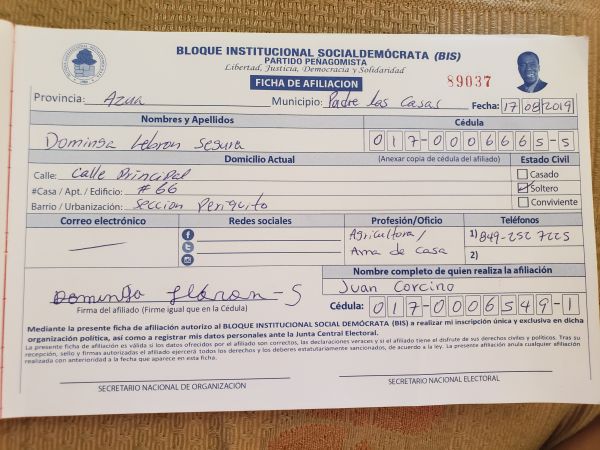 BLOQUE INSTITUCIONAL SOCIALDEMÓCRATA (BIS)
PARTIDO PEÑAGOMISTA
Libertad, Justicia, Democracia y Solidaridad
FICHA DE AFILIACION
89037
Provincia: Azua Municipio: Padre las Casas Fecha: 17 08 2019
Nombres y Apellidos Cédula
Dominga Lebron Segura 017-0006665-5
Domicilio Actual (Anexar copia de cédula del afiliado) Estado Civil
Calle: Calle Principal Casado
#Casa / Apt. / Edificio: #66 Soltero
Barrio / Urbanización: Seccion Periquito Conviviente
Correo electrónico Redes sociales Profesión/Oficio Teléfonos
Agricultora/ 1) 849-252 7225
Ama de Casa 2)
Nombre completo de quien realiza la afiliación
Juan Corcino
Dominga
Firma del afiliado (Firme igual que en la Cédula) Cédula: 017-0006549-1
Mediante la presente ficha de afiliación autorizo al BLOQUE INSTITUCIONAL SOCIAL DEMÓCRATA (BIS) a realizar mi inscripción única y exclusiva en dicha
organización política, así como a registrar mis datos personales ante la Junta Central Electoral.
La presente ficha de afiliación es válida si los datos ofrecidos por el afiliado son correctos, las declaraciones veraces y si el afiliado tiene el disfrute de sus derechos civiles y políticos. Tras su
recepción, sello y firmas autorizadas el afiliado ejercerá todos los derechos y los deberes estatutariamente sancionados, de acuerdo a la ley. La presente afiliación anula cualquier afiliación
realizada con anterioridad a la fecha que aparece en esta ficha.
SECRETARIO NACIONAL DE ORGANIZACIÓN SECRETARIO NACIONAL ELECTORAL